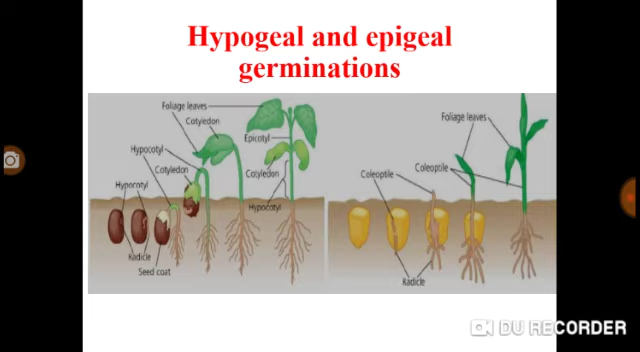 Hypogeal and epigeal
germinations
Foliage leaves
Cotyledon
Epicotyl
Hypocotyl
Cotyledon
Cotyledon
Hypocotyl
Hypocotyl
Radicle
Seed coat
Foliage leaves
Coleoptile
Coleoptile
Radicle
DU RECORDER